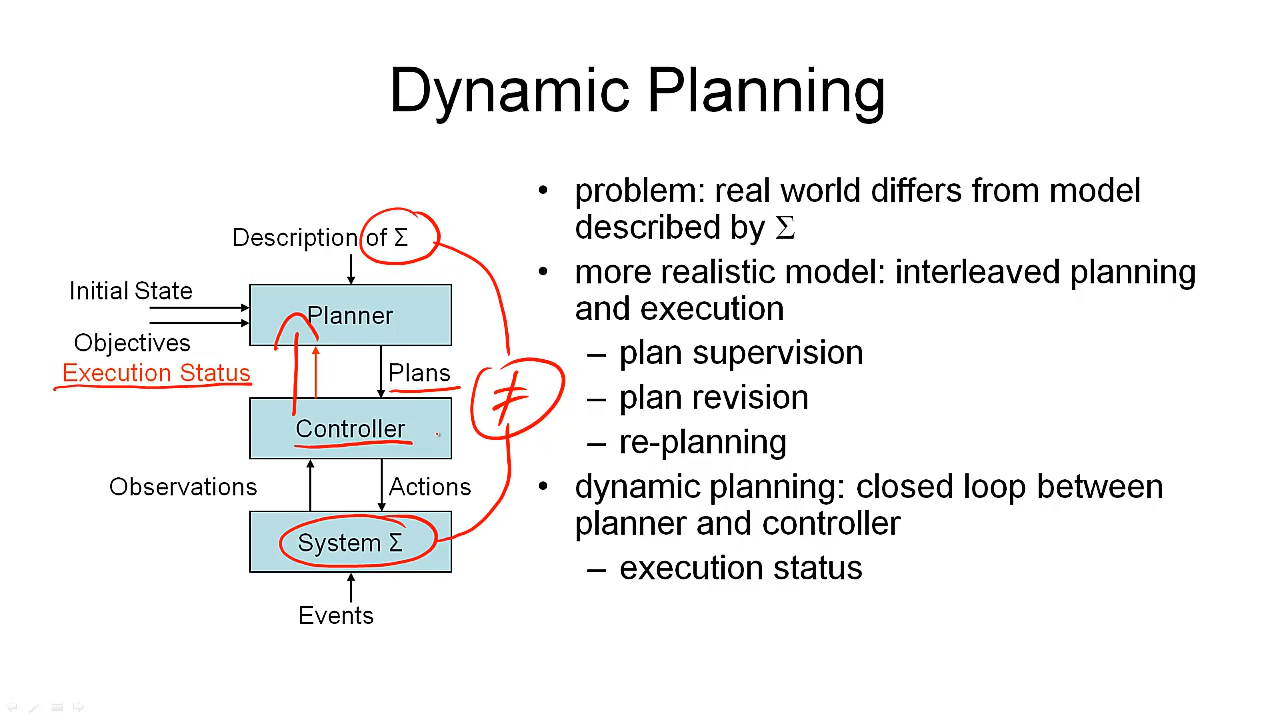 Dynamic Planning
Description of Σ
Initial State
Planner
Objectives
Execution Status
Plans
Controller
Observations
Actions
System Σ
Events
≠
• problem: real world differs from model
described by Σ
• more realistic model: interleaved planning
and execution
– plan supervision
– plan revision
– re-planning
• dynamic planning: closed loop between
planner and controller
– execution status